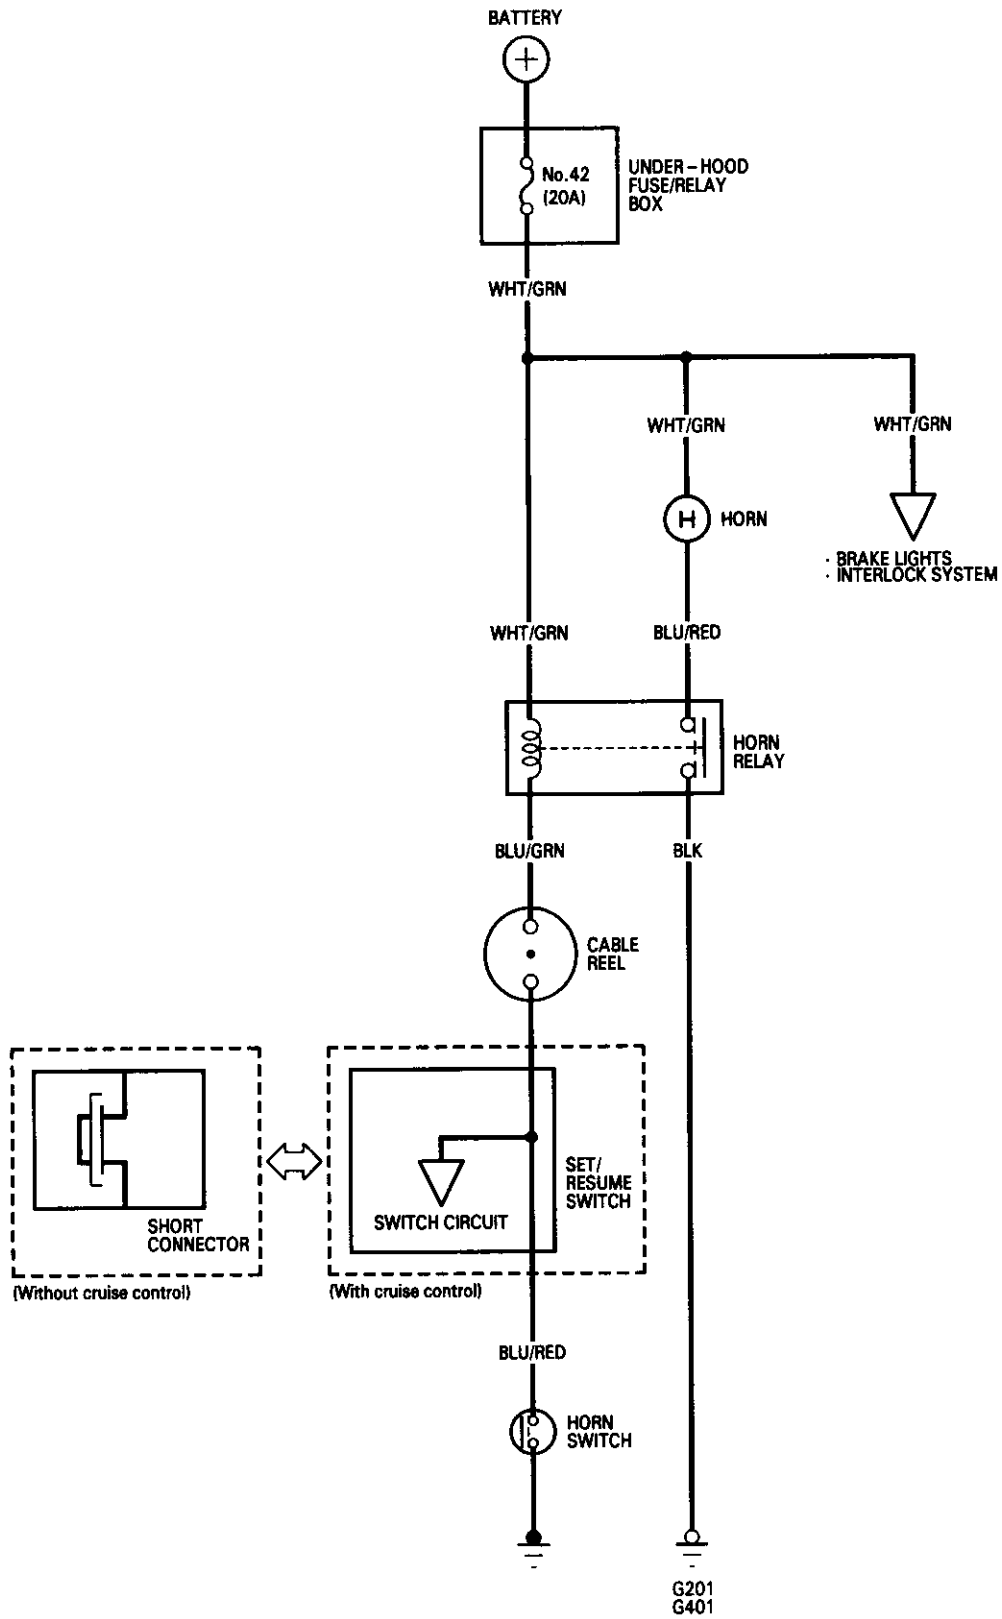 BATTERY
No.42
(20A)
UNDER-HOOD
FUSE/RELAY
BOX
WHT/GRN
WHT/GRN
WHT/GRN
H
HORN
· BRAKE LIGHTS
· INTERLOCK SYSTEM
WHT/GRN
BLU/RED
HORN
RELAY
BLU/GRN
BLK
CABLE
REEL
SHORT
CONNECTOR
(Without cruise control)
SET/
RESUME
SWITCH
SWITCH CIRCUIT
(With cruise control)
BLU/RED
HORN
SWITCH
G201
G401